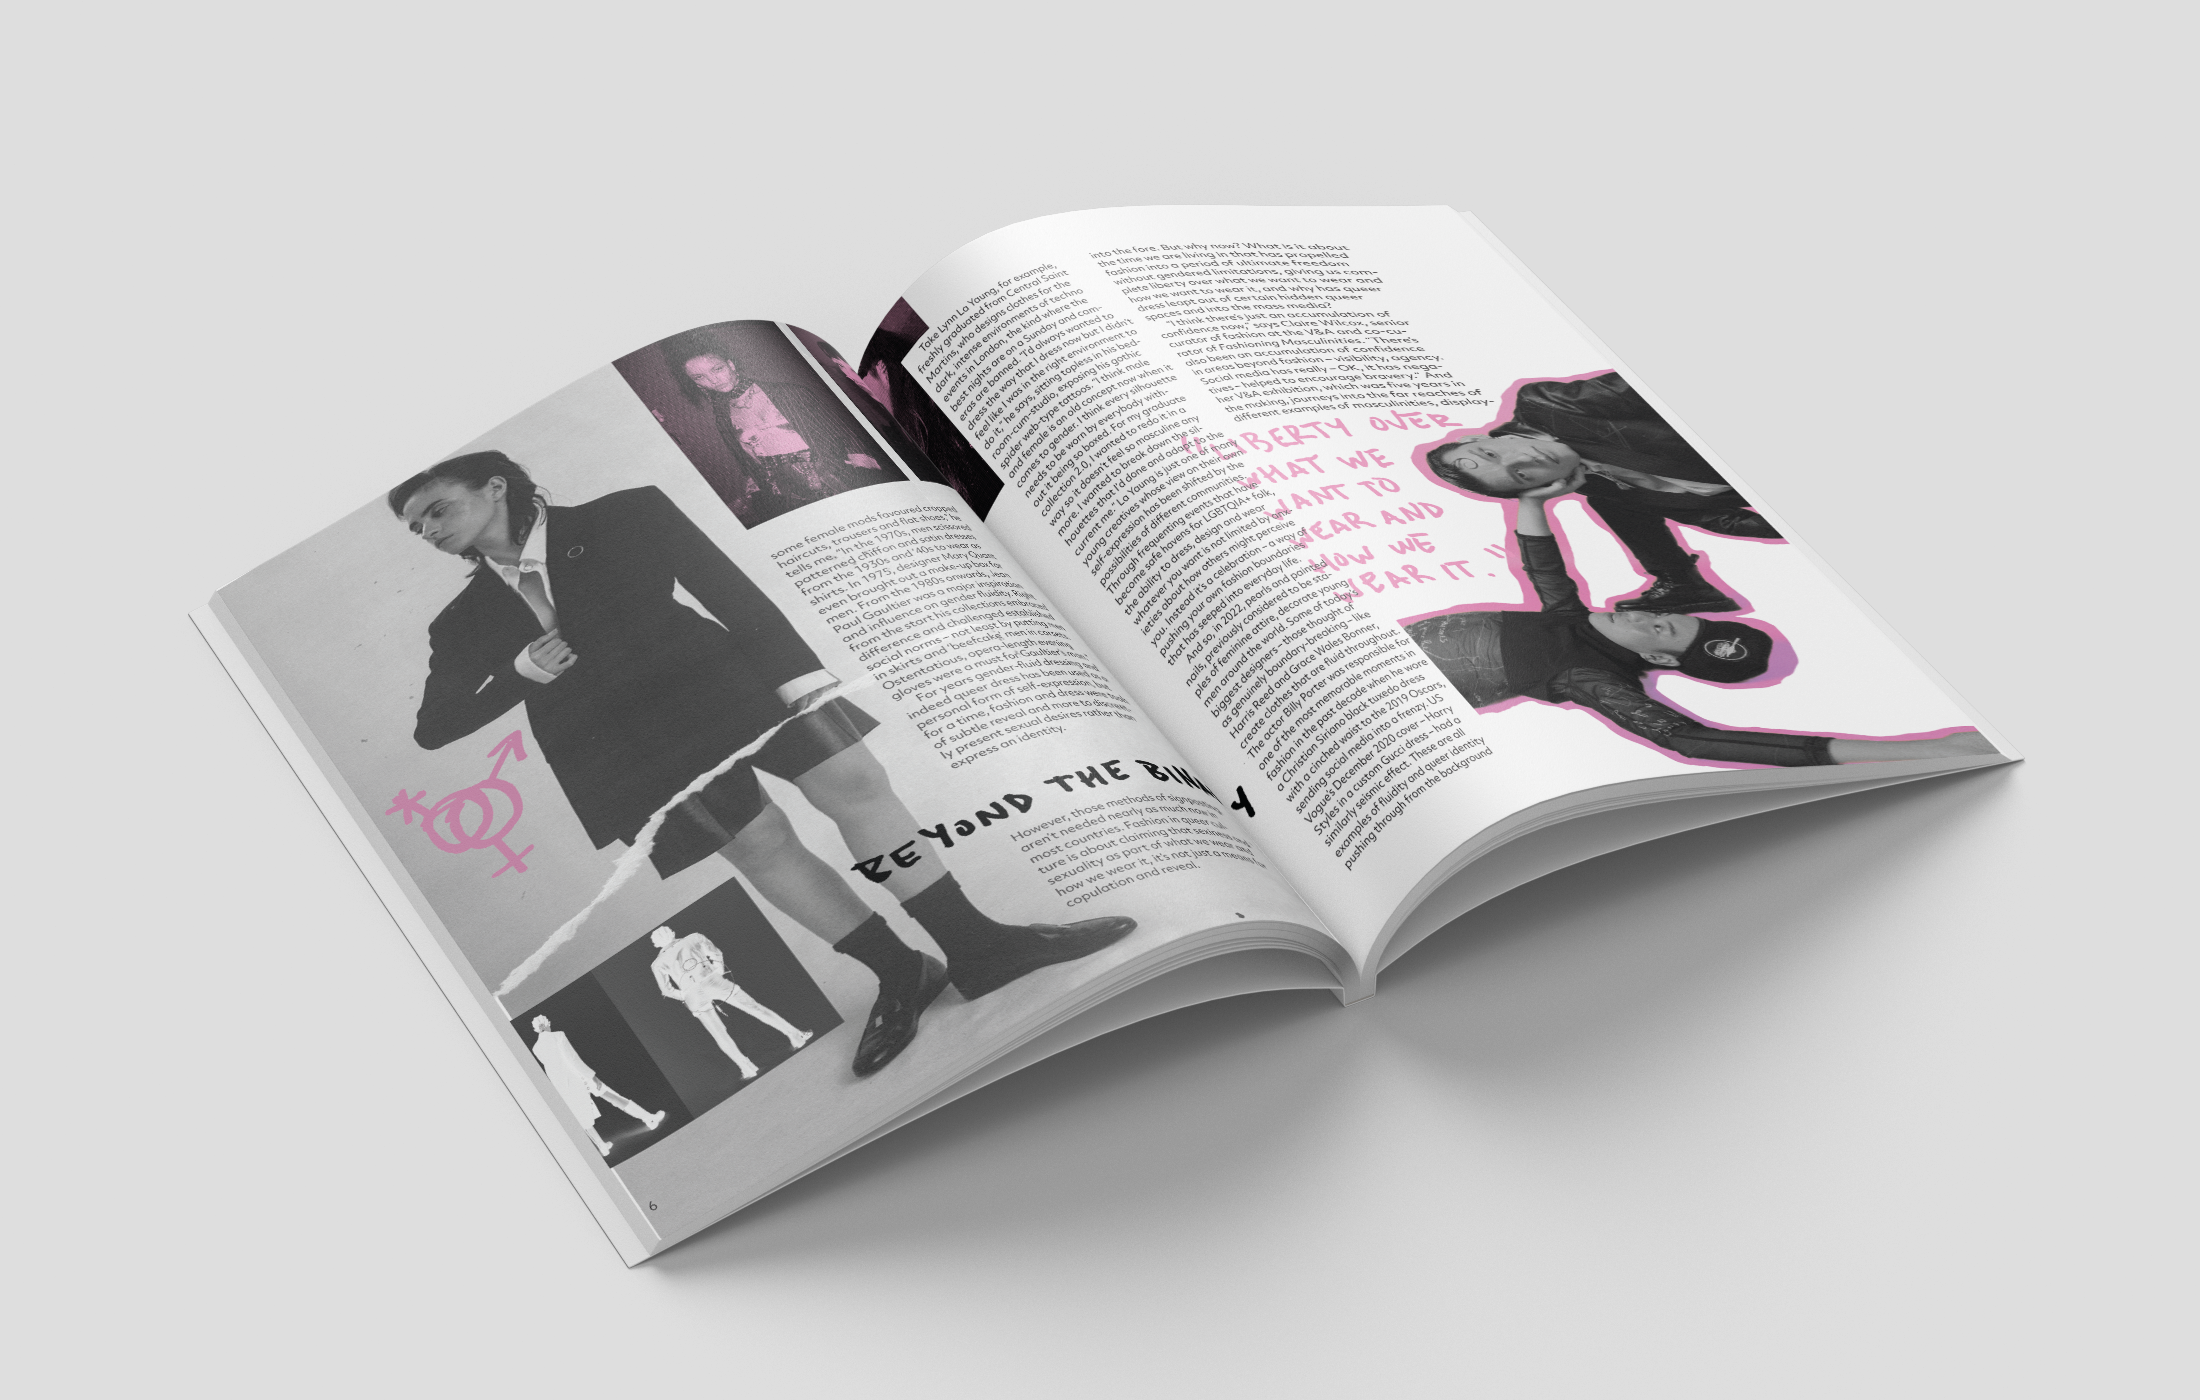 some female mods favoured cropped
haircuts, trousers and flat shoes," he
tells me. "In the 1970s, men scissored
patterned chiffon and satin dresses
from the 1930s and '40s to wear as
shirts. In 1975, designer Mary Quant
even brought out a make-up box for
men. From the 1980s onwards, Jean
Paul Gaultier was a major inspiration
and influence on gender fluidity. Right
from the start his collections embraced
difference and challenged established
social norms – not least by putting men
in skirts and 'beefcake' men in corsets.
Ostentatious, opera-length evening
gloves were a must for Gaultier's men."
For years gender-fluid dressing and
indeed queer dress has been used as a
personal form of self-expression, but
for a time, fashion and dress were tools
of subtle reveal and more to discreet-
ly present sexual desires rather than
express an identity.
BEYOND THE BINARY
However, those methods of signposting
aren't needed nearly as much now in
most countries. Fashion in queer cul-
ture is about claiming that sexiness and
sexuality as part of what we wear and
how we wear it, it's not just a means for
copulation and reveal.
6
Take Lynn La Yaung, for example,
freshly graduated from Central Saint
Martins, who designs clothes for the
dark, intense environments of techno
events in London, the kind where the
best nights are on a Sunday and cam-
eras are banned. "I'd always wanted to
dress the way that I dress now but I didn't
feel like I was in the right environment to
do it," he says, sitting topless in his bed-
room-cum-studio, exposing his gothic
spider web-type tattoos. "I think male
and female is an old concept now when it
comes to gender. I think every silhouette
needs to be worn by everybody with-
out it being so boxed. For my graduate
collection 2.0, I wanted to redo it in a
way so it doesn't feel so masculine any
more. I wanted to break down the sil-
houettes that I'd done and adapt to the
current me." La Yaung is just one of many
young creatives whose view on their own
self-expression has been shifted by the
possibilities of different communities.
Through frequenting events that have
become safe havens for LGBTQIA+ folk,
the ability to dress, design and wear
whatever you want is not limited by anx-
ieties about how others might perceive
you. Instead it's a celebration – a way of
pushing your own fashion boundaries
that has seeped into everyday life.
And so, in 2022, pearls and painted
nails, previously considered to be sta-
ples of feminine attire, decorate young
men around the world. Some of today's
biggest designers – those thought of
as genuinely boundary-breaking – like
Harris Reed and Grace Wales Bonner,
create clothes that are fluid throughout.
The actor Billy Porter was responsible for
one of the most memorable moments in
fashion in the past decade when he wore
a Christian Siriano black tuxedo dress
with a cinched waist to the 2019 Oscars,
sending social media into a frenzy. US
Vogue's December 2020 cover – Harry
Styles in a custom Gucci dress – had a
similarly seismic effect. These are all
examples of fluidity and queer identity
pushing through from the background
into the fore. But why now? What is it about
the time we are living in that has propelled
fashion into a period of ultimate freedom
without gendered limitations, giving us com-
plete liberty over what we want to wear and
how we want to wear it, and why has queer
dress leapt out of certain hidden queer
spaces and into the mass media?
"I think there's just an accumulation of
confidence now," says Claire Wilcox, senior
curator of fashion at the V&A and co-cu-
rator of Fashioning Masculinities. "There's
also been an accumulation of confidence
in areas beyond fashion – visibility, agency.
Social media has really – OK, it has nega-
tives – helped to encourage bravery." And
her V&A exhibition, which was five years in
the making, journeys into the far reaches of
different examples of masculinities, display-
"LIBERTY OVER
WHAT WE
WANT TO
WEAR AND
HOW WE
WEAR IT."